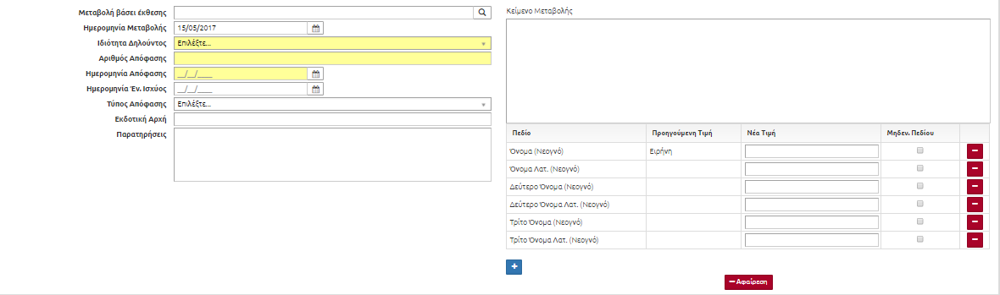 Μεταβολή βάσει έκθεσης
Ημερομηνία Μεταβολής 15/05/2017
Ιδιότητα Δηλούντος Επιλέξτε...
Αριθμός Απόφασης
Ημερομηνία Απόφασης __/__/____
Ημερομηνία Έν. Ισχύος __/__/____
Τύπος Απόφασης Επιλέξτε...
Εκδοτική Αρχή
Παρατηρήσεις
Κείμενο Μεταβολής
Πεδίο Προηγούμενη Τιμή Νέα Τιμή Μηδεν. Πεδίου
Όνομα (Νεογνό) Ειρήνη
Όνομα Λατ. (Νεογνό)
Δεύτερο Όνομα (Νεογνό)
Δεύτερο Όνομα Λατ. (Νεογνό)
Τρίτο Όνομα (Νεογνό)
Τρίτο Όνομα Λατ. (Νεογνό)
Αφαίρεση